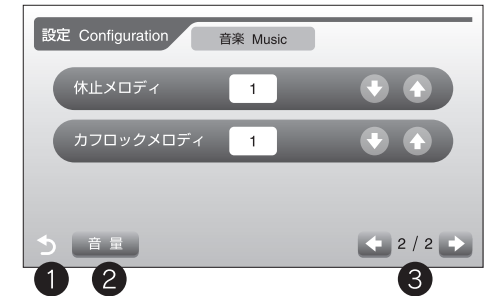 設定 Configuration
音楽 Music
休止メロディ 1
カフロックメロディ 1
音量 2 / 2
1 2 3